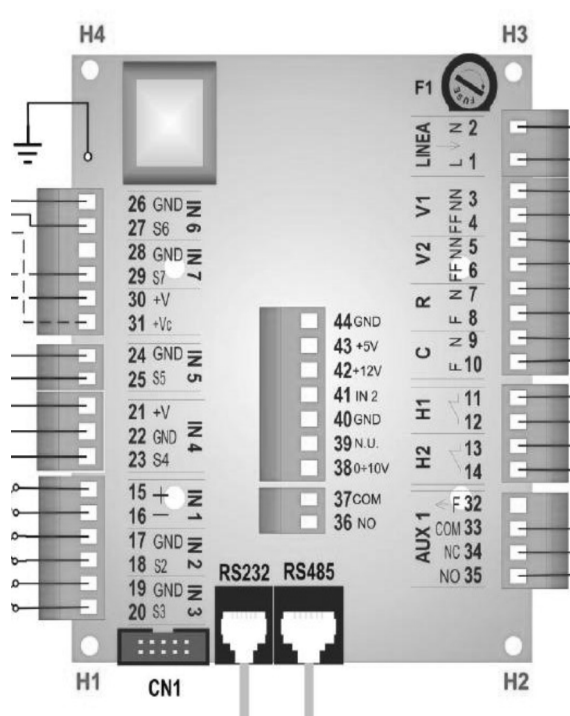 H4
H3
F1
FUSE
LINEA
N 2
L 1
V1
NN 3
FF 4
V2
NN 5
FF 6
R
N 7
F 8
C
N 9
F 10
H1
11
12
H2
13
14
AUX 1
F 32
COM 33
NC 34
NO 35
26 GND
27 S6
IN 6
28 GND
29 S7
IN 7
30 +V
31 +Vc
24 GND
25 S5
IN 5
21 +V
22 GND
23 S4
IN 4
15 +
16 −
IN 1
17 GND
18 S2
IN 2
19 GND
20 S3
IN 3
44 GND
43 +5V
42 +12V
41 IN 2
40 GND
39 N.U.
38 0÷10V
37 COM
36 NO
RS232 RS485
H1
CN1
H2